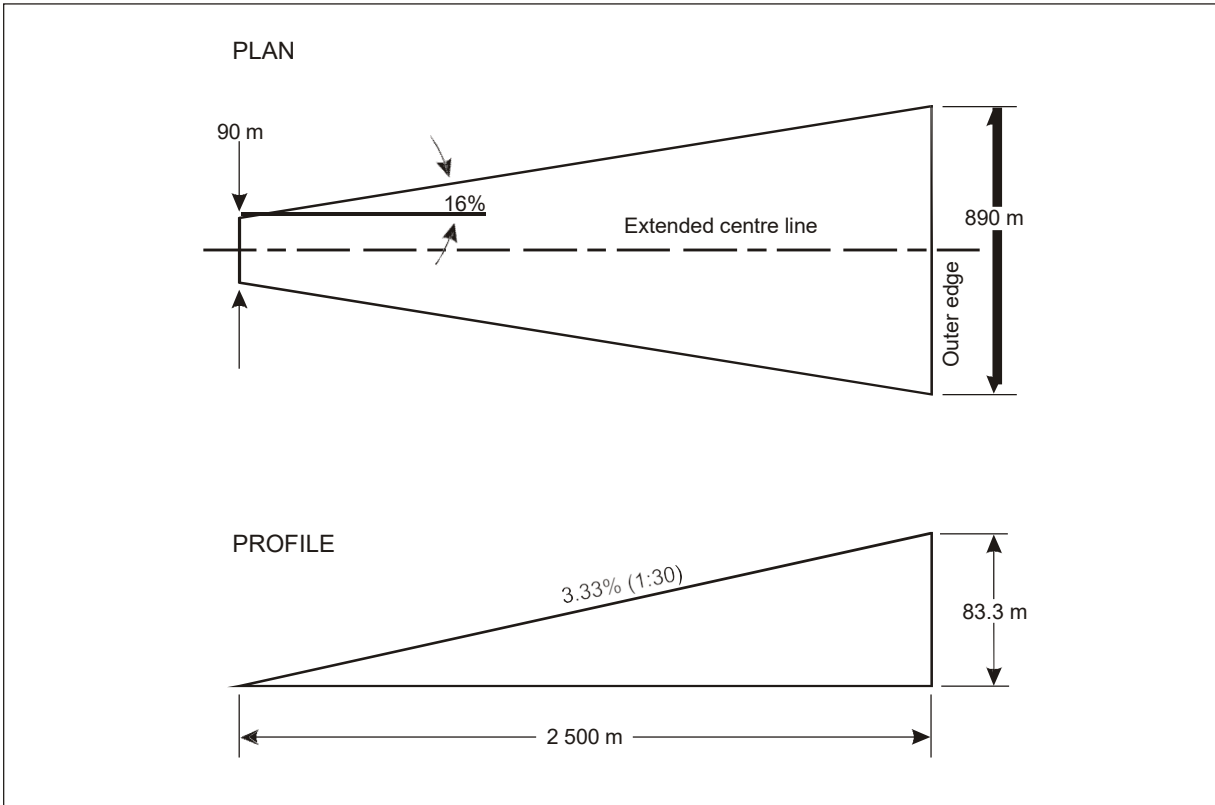 PLAN
90 m
16%
Extended centre line
890 m
Outer edge
PROFILE
3.33% (1:30)
83.3 m
2 500 m